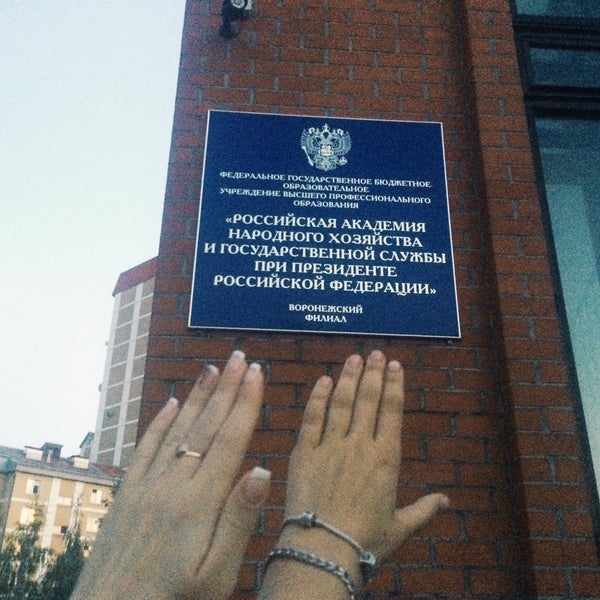 ФЕДЕРАЛЬНОЕ ГОСУДАРСТВЕННОЕ БЮДЖЕТНОЕ
ОБРАЗОВАТЕЛЬНОЕ
УЧРЕЖДЕНИЕ ВЫСШЕГО ПРОФЕССИОНАЛЬНОГО
ОБРАЗОВАНИЯ
«РОССИЙСКАЯ АКАДЕМИЯ
НАРОДНОГО ХОЗЯЙСТВА
И ГОСУДАРСТВЕННОЙ СЛУЖБЫ
ПРИ ПРЕЗИДЕНТЕ
РОССИЙСКОЙ ФЕДЕРАЦИИ»
ВОРОНЕЖСКИЙ
ФИЛИАЛ